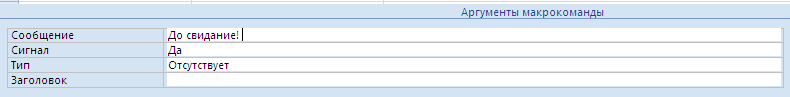 Аргументы макрокоманды
Сообщение До свидание!
Сигнал Да
Тип Отсутствует
Заголовок